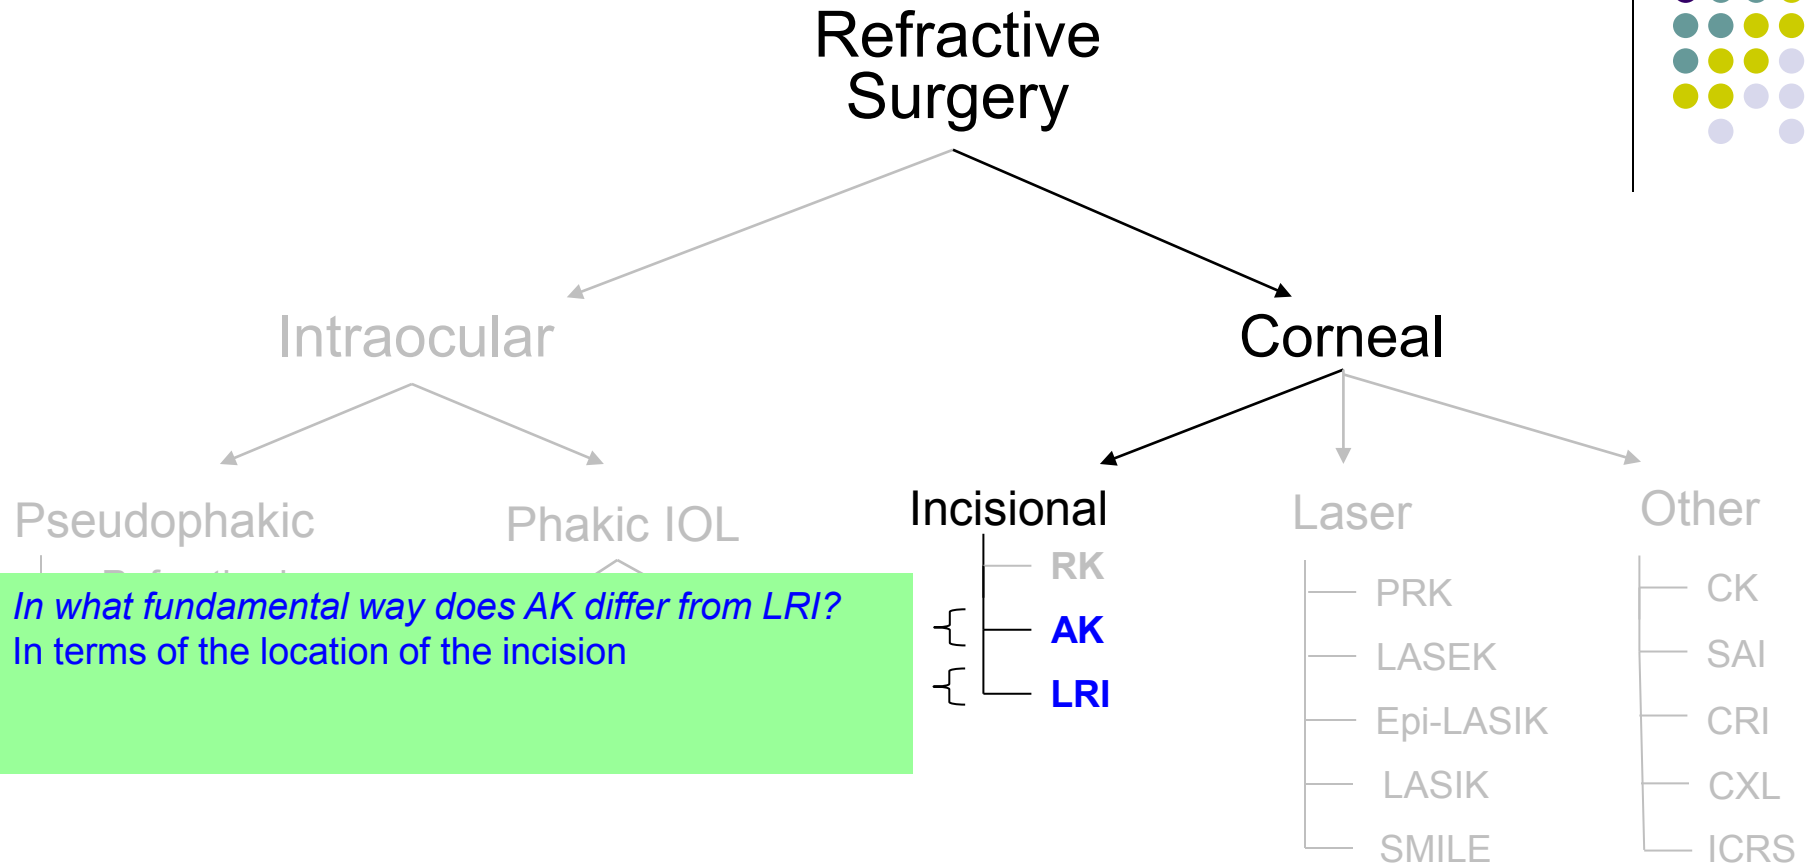 Refractive
Surgery
Intraocular
Corneal
Pseudophakic
Phakic IOL
Incisional
Laser
Other
RK
AK
LRI
PRK
LASEK
Epi-LASIK
LASIK
SMILE
CK
SAI
CRI
CXL
ICRS
In what fundamental way does AK differ from LRI?
In terms of the location of the incision